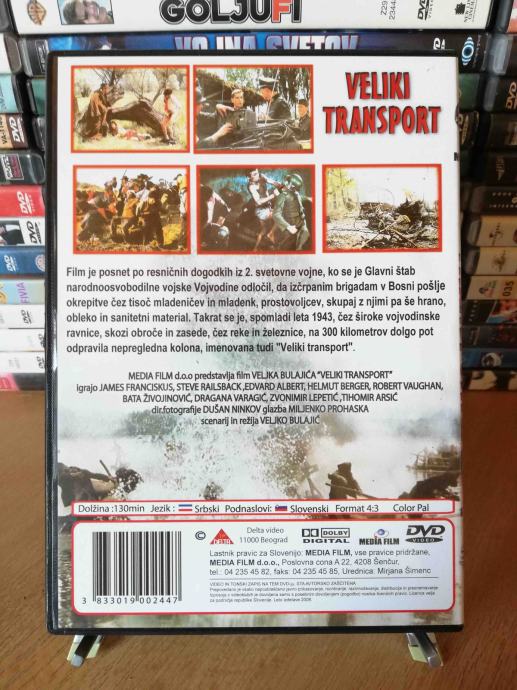 GOLJUFI
DVD
VOJNA SVETOV
VELIKI
TRANSPORT
Film je posnet po resničnih dogodkih iz 2. svetovne vojne, ko se je Glavni štab
narodnoosvobodilne vojske Vojvodine odločil, da izčrpanim brigadam v Bosni pošlje
okrepitve čez tisoč mladeničev in mladenk, prostovoljcev, skupaj z njimi pa še hrano,
obleko in sanitetni material. Takrat se je, spomladi leta 1943, čez široke vojvodinske
ravnice, skozi obroče in zasede, čez reke in železnice, na 300 kilometrov dolgo pot
odpravila nepregledna kolona, imenovana tudi "Veliki transport".
MEDIA FILM d.o.o predstavlja film VELJKA BULAJIĆA "VELIKI TRANSPORT"
igrajo JAMES FRANCISKUS, STEVE RAILSBACK ,EDVARD ALBERT, HELMUT BERGER, ROBERT VAUGHAN,
BATA ŽIVOJINOVIĆ, DRAGANA VARAGIĆ, ZVONIMIR LEPETIĆ ,TIHOMIR ARSIĆ
dir.fotografije DUŠAN NINKOV glazba MILJENKO PROHASKA
scenarij in režija VELJKO BULAJIĆ
Dolžina :130min Jezik : Srbski Podnaslovi: Slovenski Format 4:3 Color Pal
DELTA
Delta video
11000 Beograd
DOLBY
DIGITAL
MEDIA FILM
DVD
VIDEO
Lastnik pravic za Slovenijo: MEDIA FILM, vse pravice pridržane,
MEDIA FILM d.o.o., Poslovna cona A 22, 4208 Šenčur,
tel.: 04 235 45 82, faks: 04 235 45 85, Urednica: Mirjana Šimenc
3 833019 002447